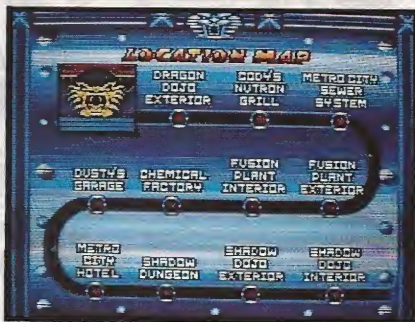 LOCATION MAP
DRAGON
DOJO
EXTERIOR
CODY'S
NUTRON
GRILL
METRO CITY
SEWER
SYSTEM
DUSTY'S
GARAGE
CHEMICAL
FACTORY
FUSION
PLANT
INTERIOR
FUSION
PLANT
EXTERIOR
METRO
CITY
HOTEL
SHADOW
DUNGEON
SHADOW
DOJO
EXTERIOR
SHADOW
DOJO
INTERIOR